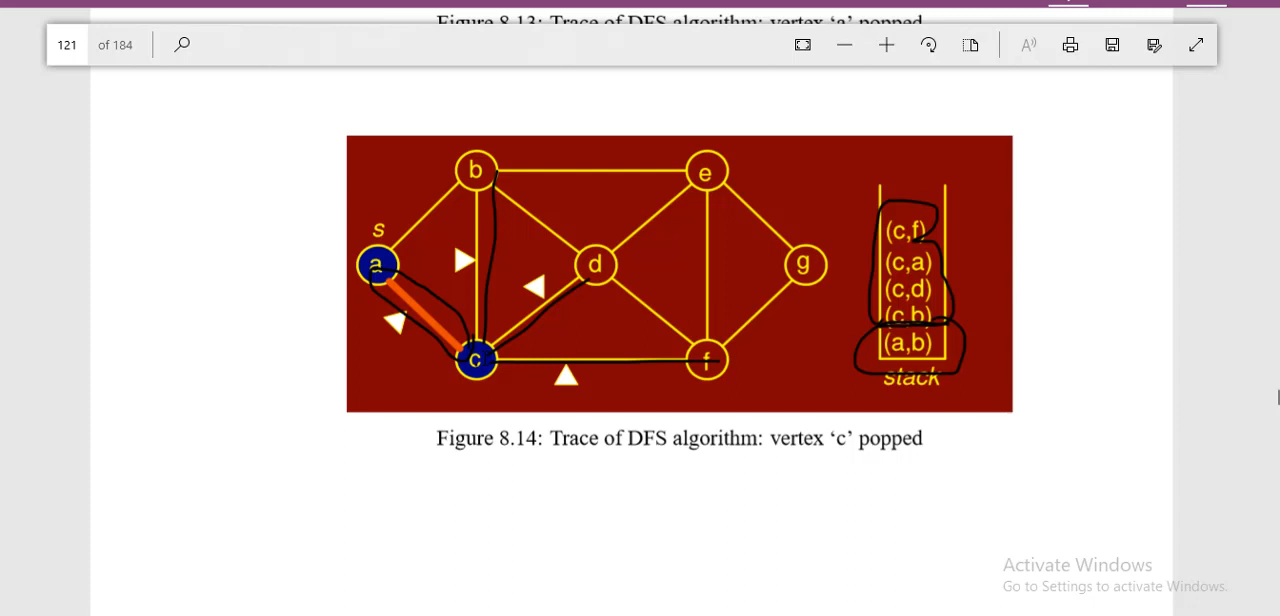 Figure 8.13: Trace of DFS algorithm: vertex ‘a’ popped
121 of 184
b
e
s
a
d
g
c
f
(c,f)
(c,a)
(c,d)
(c,b)
(a,b)
stack
Figure 8.14: Trace of DFS algorithm: vertex ‘c’ popped
Activate Windows
Go to Settings to activate Windows.